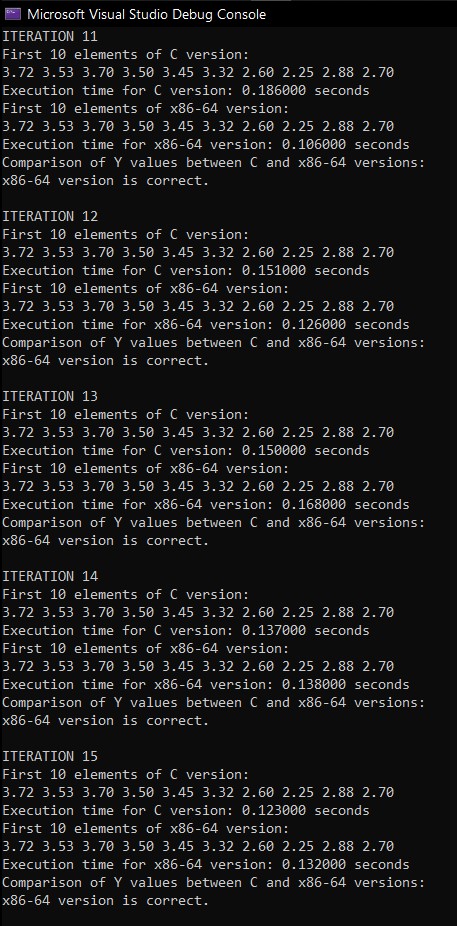 Microsoft Visual Studio Debug Console
ITERATION 11
First 10 elements of C version:
3.72 3.53 3.70 3.50 3.45 3.32 2.60 2.25 2.88 2.70
Execution time for C version: 0.186000 seconds
First 10 elements of x86-64 version:
3.72 3.53 3.70 3.50 3.45 3.32 2.60 2.25 2.88 2.70
Execution time for x86-64 version: 0.106000 seconds
Comparison of Y values between C and x86-64 versions:
x86-64 version is correct.
ITERATION 12
First 10 elements of C version:
3.72 3.53 3.70 3.50 3.45 3.32 2.60 2.25 2.88 2.70
Execution time for C version: 0.151000 seconds
First 10 elements of x86-64 version:
3.72 3.53 3.70 3.50 3.45 3.32 2.60 2.25 2.88 2.70
Execution time for x86-64 version: 0.126000 seconds
Comparison of Y values between C and x86-64 versions:
x86-64 version is correct.
ITERATION 13
First 10 elements of C version:
3.72 3.53 3.70 3.50 3.45 3.32 2.60 2.25 2.88 2.70
Execution time for C version: 0.150000 seconds
First 10 elements of x86-64 version:
3.72 3.53 3.70 3.50 3.45 3.32 2.60 2.25 2.88 2.70
Execution time for x86-64 version: 0.168000 seconds
Comparison of Y values between C and x86-64 versions:
x86-64 version is correct.
ITERATION 14
First 10 elements of C version:
3.72 3.53 3.70 3.50 3.45 3.32 2.60 2.25 2.88 2.70
Execution time for C version: 0.137000 seconds
First 10 elements of x86-64 version:
3.72 3.53 3.70 3.50 3.45 3.32 2.60 2.25 2.88 2.70
Execution time for x86-64 version: 0.138000 seconds
Comparison of Y values between C and x86-64 versions:
x86-64 version is correct.
ITERATION 15
First 10 elements of C version:
3.72 3.53 3.70 3.50 3.45 3.32 2.60 2.25 2.88 2.70
Execution time for C version: 0.123000 seconds
First 10 elements of x86-64 version:
3.72 3.53 3.70 3.50 3.45 3.32 2.60 2.25 2.88 2.70
Execution time for x86-64 version: 0.132000 seconds
Comparison of Y values between C and x86-64 versions:
x86-64 version is correct.